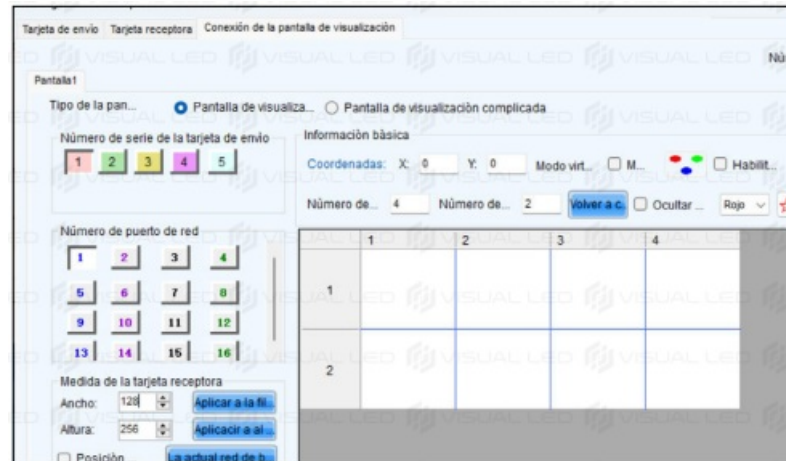 Tarjeta de envío Tarjeta receptora Conexión de la pantalla de visualización
Nú
Pantalla1
Tipo de la pan... Pantalla de visualiza... Pantalla de visualización complicada
Número de serie de la tarjeta de envío
1 2 3 4 5
Información bàsica
Coordenadas: X: 0 Y: 0 Modo virt... M... Habilit...
Número de... 4 Número de... 2 Volver a c... Ocultar ... Rojo
Número de puerto de red
1 2 3 4
5 6 7 8
9 10 11 12
13 14 15 16
1 2 3 4
1
2
Medida de la tarjeta receptora
Ancho: 128 Aplicar a la fil...
Altura: 256 Aplicacir a al ...
Posiciòn... La actual red de b...
VISUAL LED